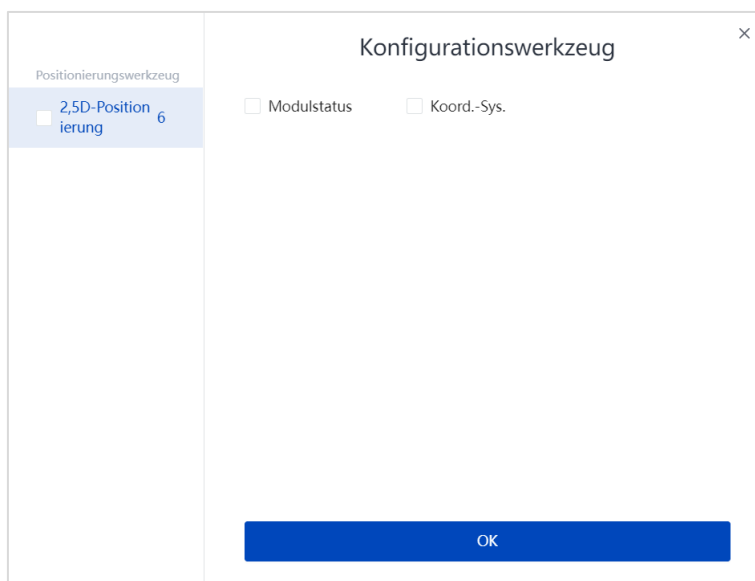 Konfigurationswerkzeug
Positionierungswerkzeug
2,5D-Position
ierung 6
Modulstatus Koord.-Sys.
OK